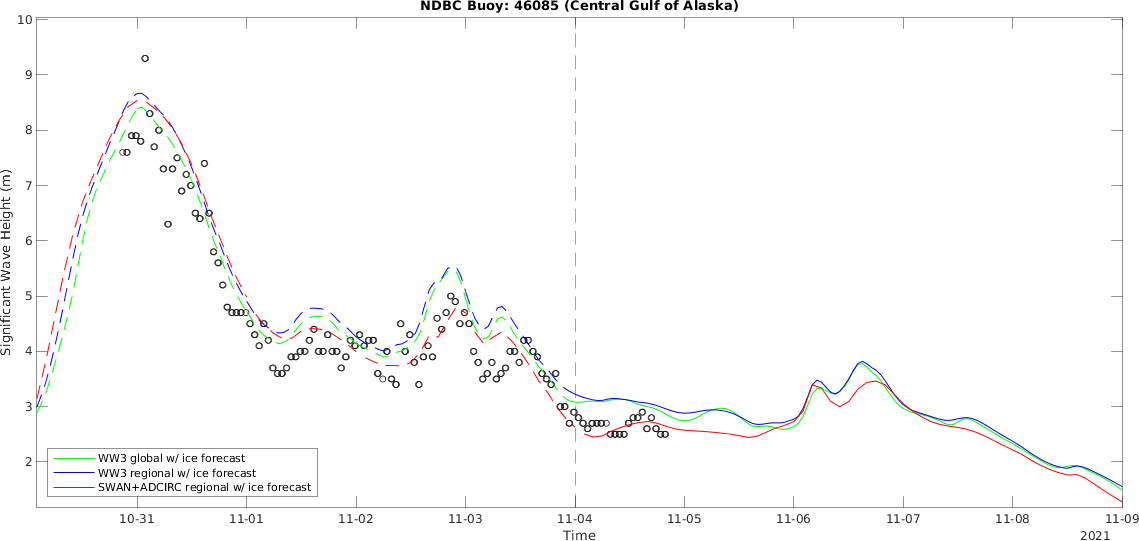 NDBC Buoy: 46085 (Central Gulf of Alaska)
10
9
8
7
6
5
4
3
2
Significant Wave Height (m)
WW3 global w/ ice forecast
WW3 regional w/ ice forecast
SWAN+ADCIRC regional w/ ice forecast
10-31 11-01 11-02 11-03 11-04 11-05 11-06 11-07 11-08 11-09
Time
2021